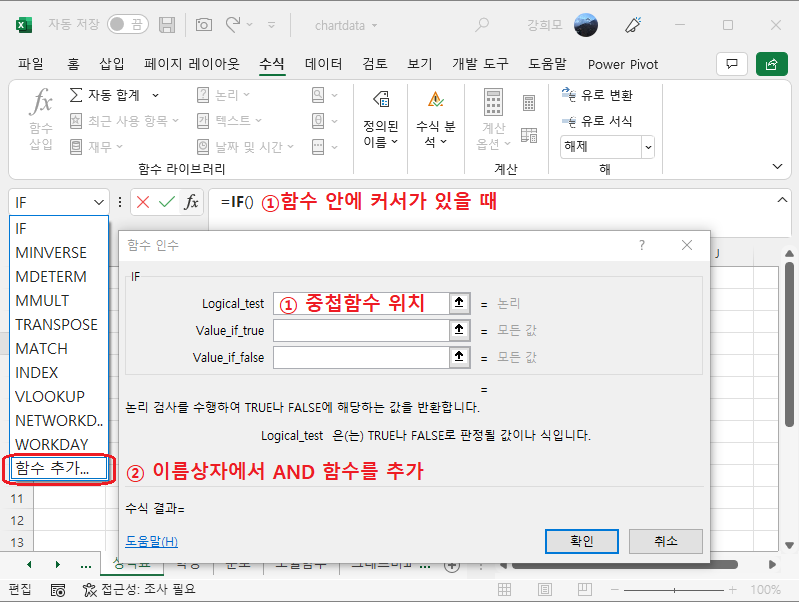 자동 저장 끔 chartdata 강희모
파일 홈 삽입 페이지 레이아웃 수식 데이터 검토 보기 개발 도구 도움말 Power Pivot
fx 함수 삽입
Σ 자동 합계 논리
최근 사용 항목 텍스트
재무 날짜 및 시간
정의된 이름
수식 분석
계산 옵션
유로 변환
유로 서식
해제
함수 라이브러리 계산 해
IF fx =IF() ①함수 안에 커서가 있을 때
IF
MINVERSE
MDETERM
MMULT
TRANSPOSE
MATCH
INDEX
VLOOKUP
NETWORKD..
WORKDAY
함수 추가...
J
11
12
13
함수 인수 ?
IF
Logical_test ① 중첩함수 위치 = 논리
Value_if_true = 모든 값
Value_if_false = 모든 값
=
논리 검사를 수행하여 TRUE나 FALSE에 해당하는 값을 반환합니다.
Logical_test 은(는) TRUE나 FALSE로 판정될 값이나 식입니다.
② 이름상자에서 AND 함수를 추가
수식 결과=
도움말(H) 확인 취소
편집 접근성: 조사 필요 100%